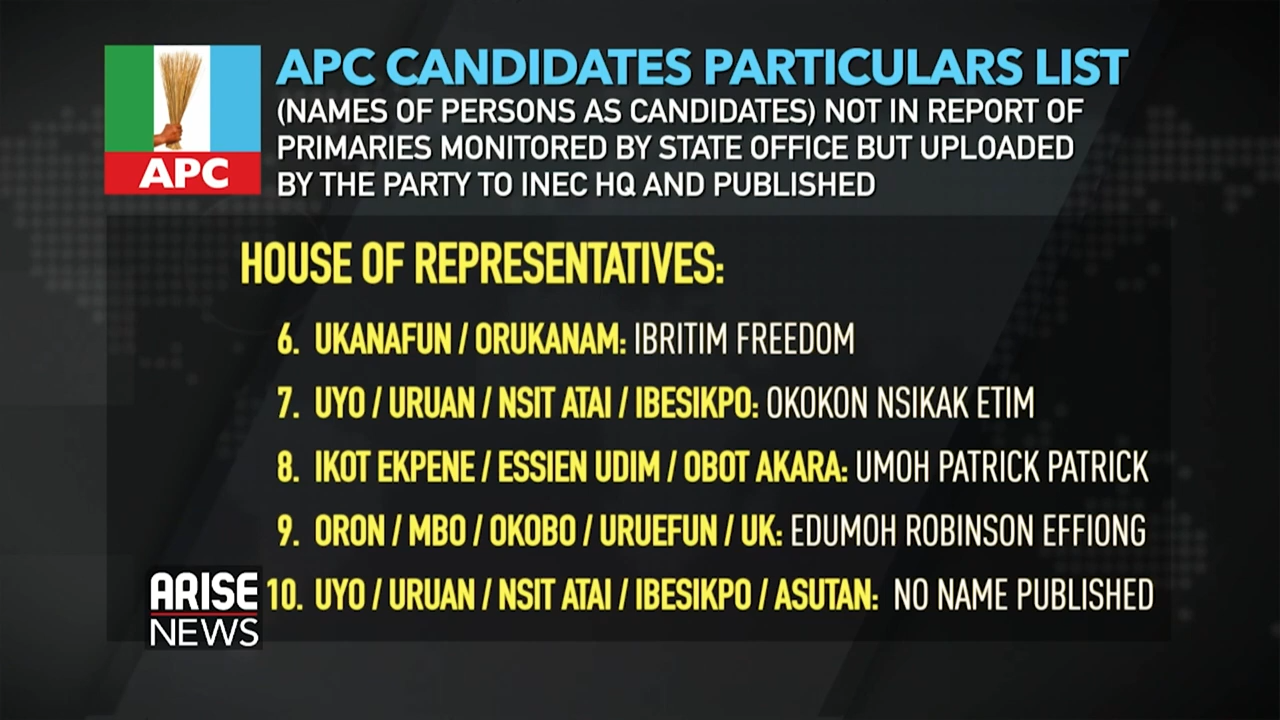 APC CANDIDATES PARTICULARS LIST
(NAMES OF PERSONS AS CANDIDATES) NOT IN REPORT OF
PRIMARIES MONITORED BY STATE OFFICE BUT UPLOADED
BY THE PARTY TO INEC HQ AND PUBLISHED
APC
HOUSE OF REPRESENTATIVES:
6. UKANAFUN / ORUKANAM: IBRITIM FREEDOM
7. UYO / URUAN / NSIT ATAI / IBESIKPO: OKOKON NSIKAK ETIM
8. IKOT EKPENE / ESSIEN UDIM / OBOT AKARA: UMOH PATRICK PATRICK
9. ORON / MBO / OKOBO / URUEFUN / UK: EDUMOH ROBINSON EFFIONG
10. UYO / URUAN / NSIT ATAI / IBESIKPO / ASUTAN: NO NAME PUBLISHED
ARISE
NEWS